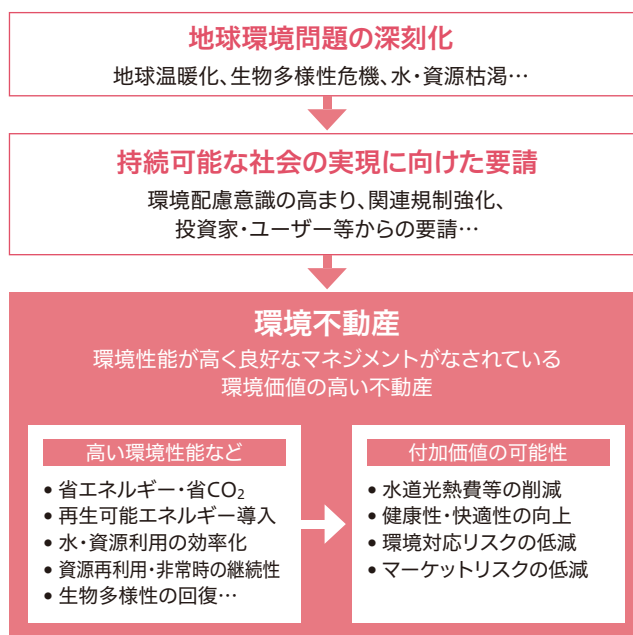 地球環境問題の深刻化
地球温暖化、生物多様性危機、水・資源枯渇…
持続可能な社会の実現に向けた要請
環境配慮意識の高まり、関連規制強化、
投資家・ユーザー等からの要請…
環境不動産
環境性能が高く良好なマネジメントがなされている
環境価値の高い不動産
高い環境性能など
• 省エネルギー・省CO₂
• 再生可能エネルギー導入
• 水・資源利用の効率化
• 資源再利用・非常時の継続性
• 生物多様性の回復…
付加価値の可能性
• 水道光熱費等の削減
• 健康性・快適性の向上
• 環境対応リスクの低減
• マーケットリスクの低減